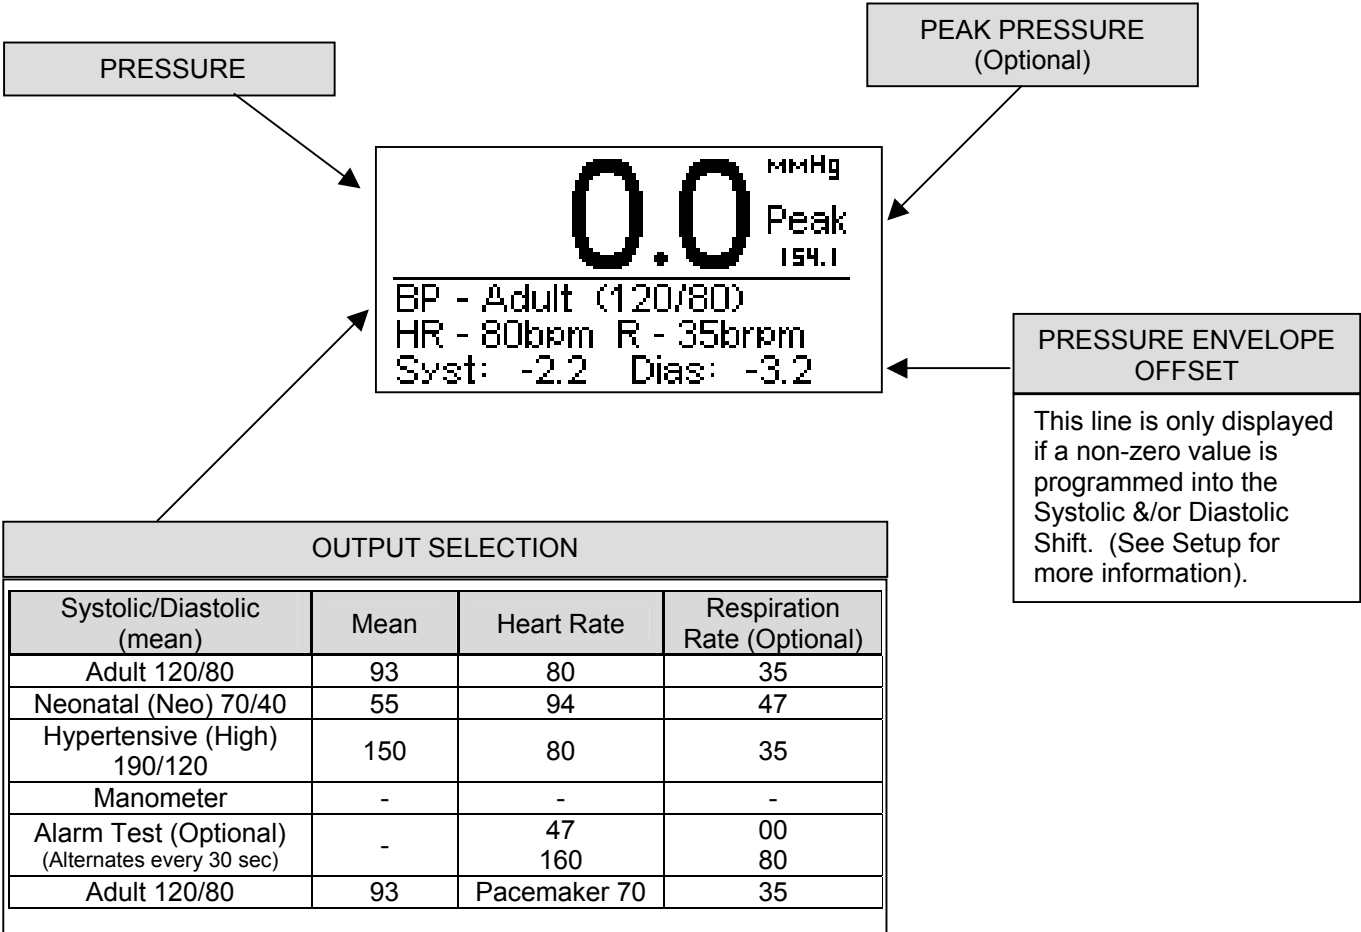 PEAK PRESSURE
(Optional)
PRESSURE
0.0
MMHg
Peak
154.1
BP - Adult (120/80)
HR - 80bpm R - 35brpm
Syst: -2.2 Dias: -3.2
PRESSURE ENVELOPE
OFFSET
This line is only displayed
if a non-zero value is
programmed into the
Systolic &/or Diastolic
Shift. (See Setup for
more information).
OUTPUT SELECTION
Systolic/Diastolic
(mean)
Mean
Heart Rate
Respiration
Rate (Optional)
Adult 120/80 93 80 35
Neonatal (Neo) 70/40 55 94 47
Hypertensive (High)
190/120
150 80 35
Manometer - - -
Alarm Test (Optional)
(Alternates every 30 sec)
-
47 00
160 80
Adult 120/80 93 Pacemaker 70 35